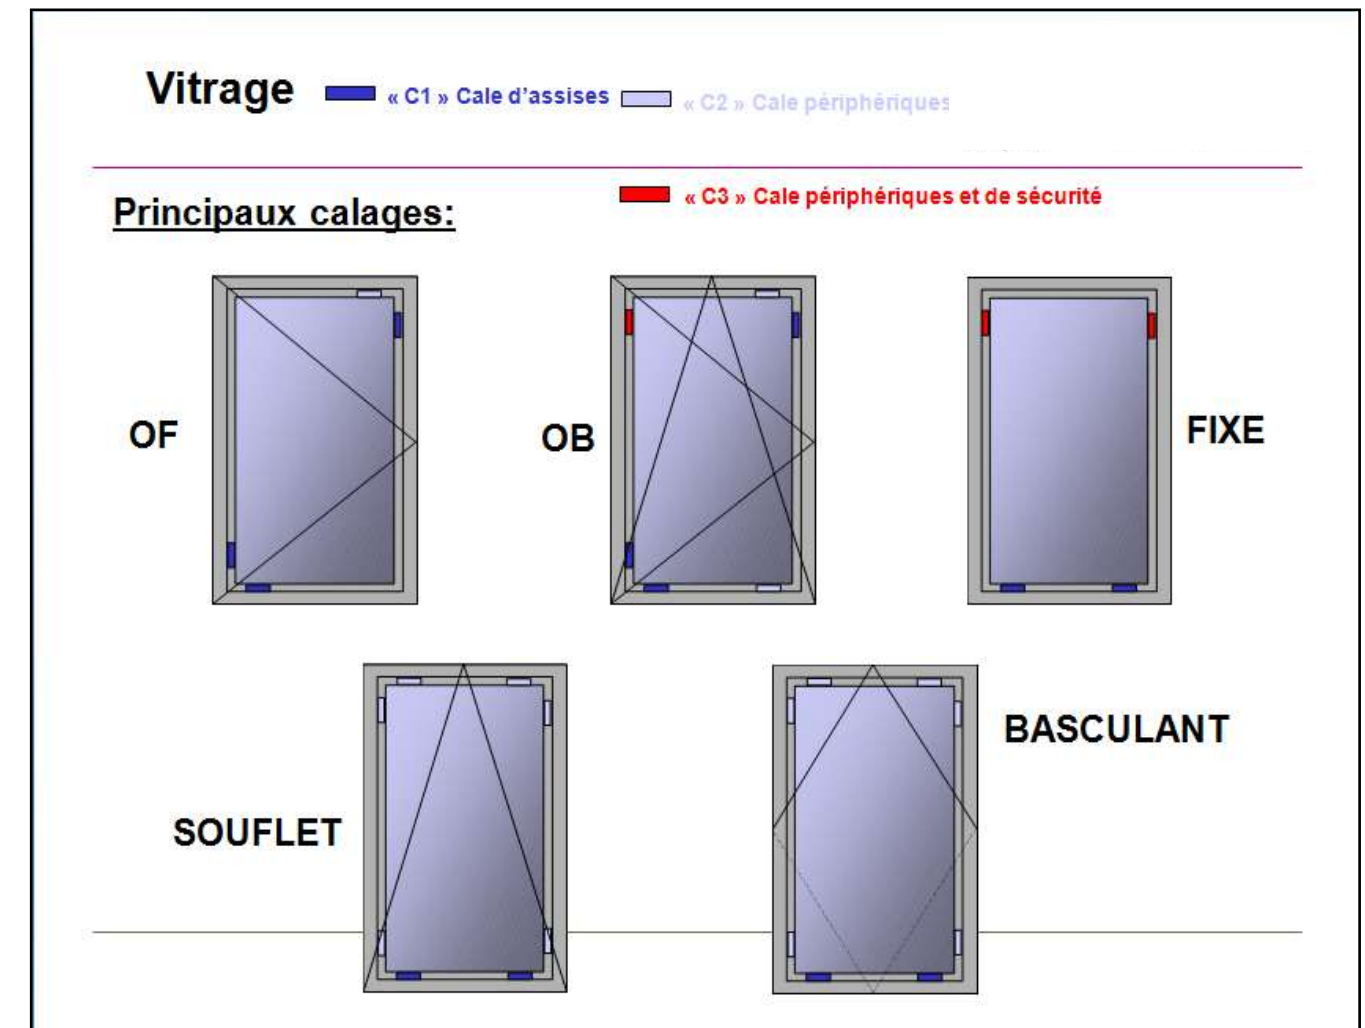 Vitrage
« C1 » Cale d'assises
« C2 » Cale périphériques
« C3 » Cale périphériques et de sécurité
Principaux calages:
OF
OB
FIXE
SOUFLET
BASCULANT